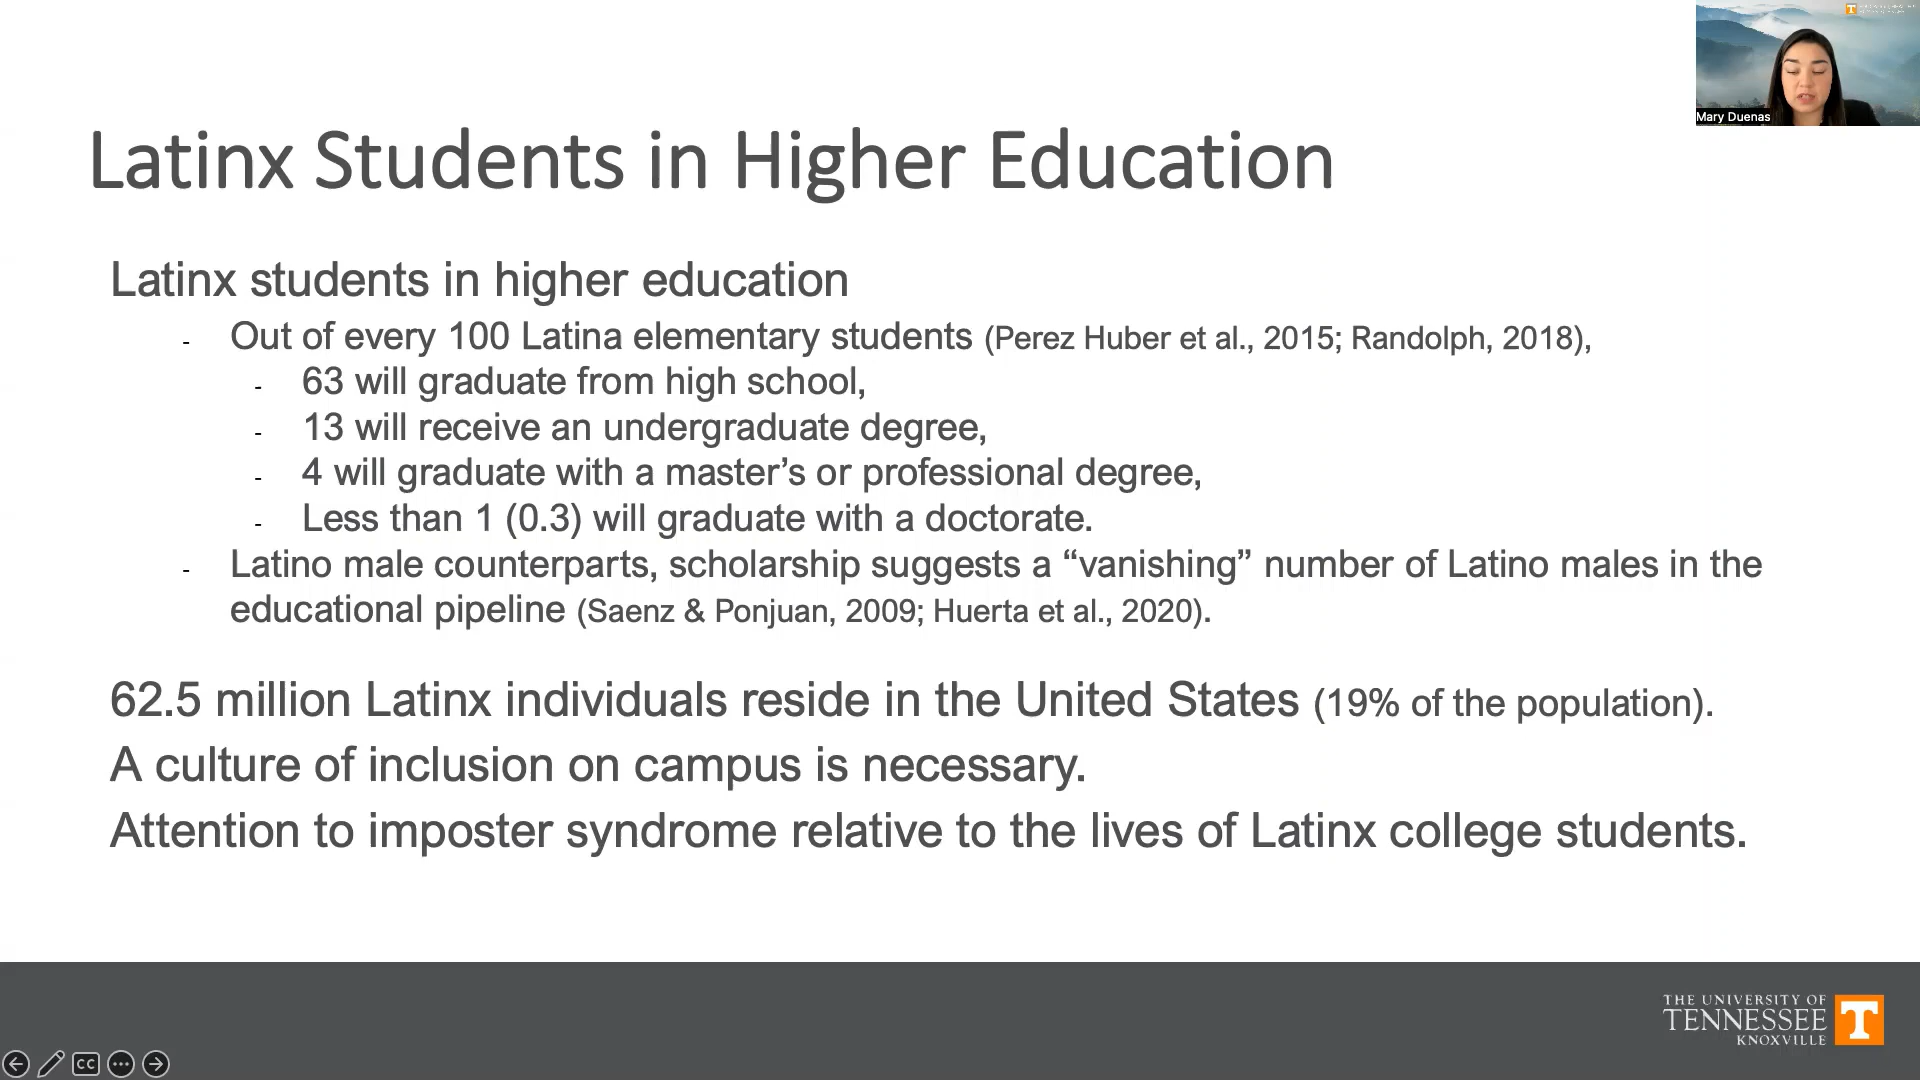 Mary Duenas
Latinx Students in Higher Education
Latinx students in higher education
- Out of every 100 Latina elementary students (Perez Huber et al., 2015; Randolph, 2018),
- 63 will graduate from high school,
- 13 will receive an undergraduate degree,
- 4 will graduate with a master’s or professional degree,
- Less than 1 (0.3) will graduate with a doctorate.
- Latino male counterparts, scholarship suggests a “vanishing” number of Latino males in the
educational pipeline (Saenz & Ponjuan, 2009; Huerta et al., 2020).
62.5 million Latinx individuals reside in the United States (19% of the population).
A culture of inclusion on campus is necessary.
Attention to imposter syndrome relative to the lives of Latinx college students.
THE UNIVERSITY OF
TENNESSEE
KNOXVILLE
T
CC